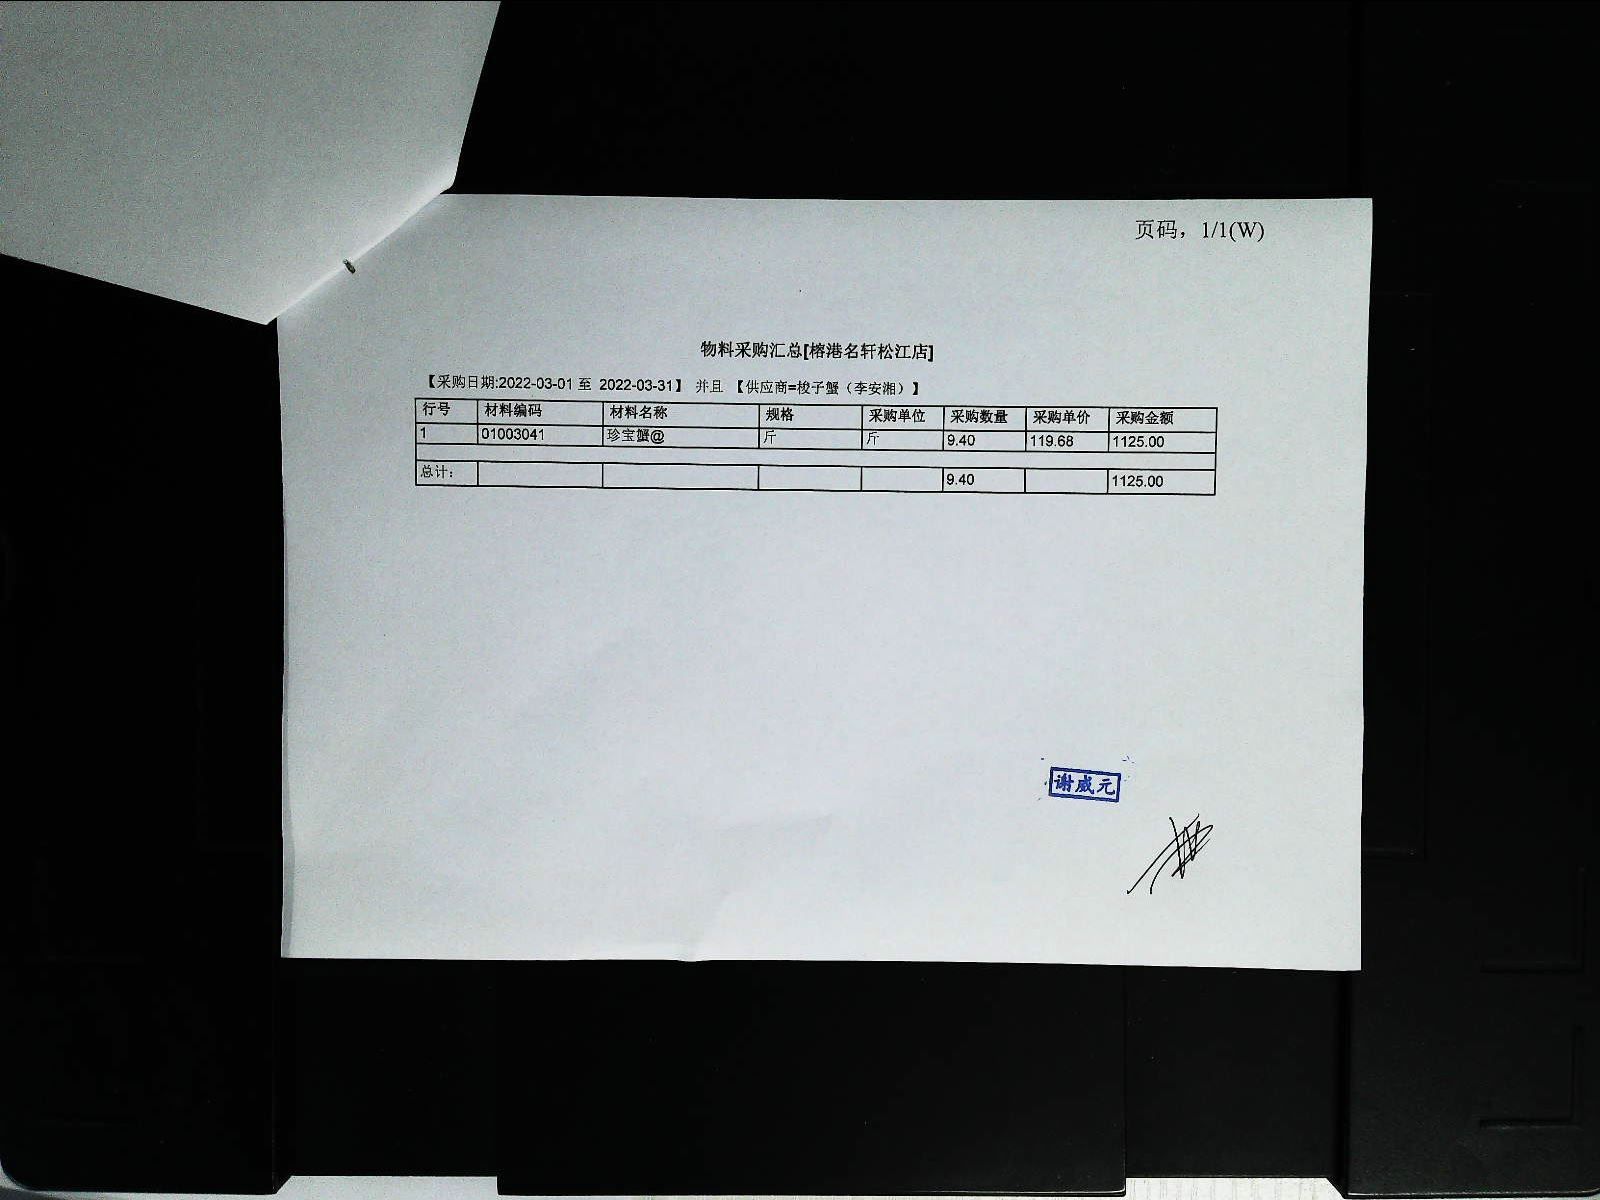 页码，1/1(W)
物料采购汇总[榕港名轩松江店]
【采购日期:2022-03-01 至 2022-03-31】 并且 【供应商=梭子蟹（李安湘）】
行号 材料编码 材料名称 规格 采购单位 采购数量 采购单价 采购金额
1 01003041 珍宝蟹@ 斤 斤 9.40 119.68 1125.00
总计： 9.40 1125.00
谢威元